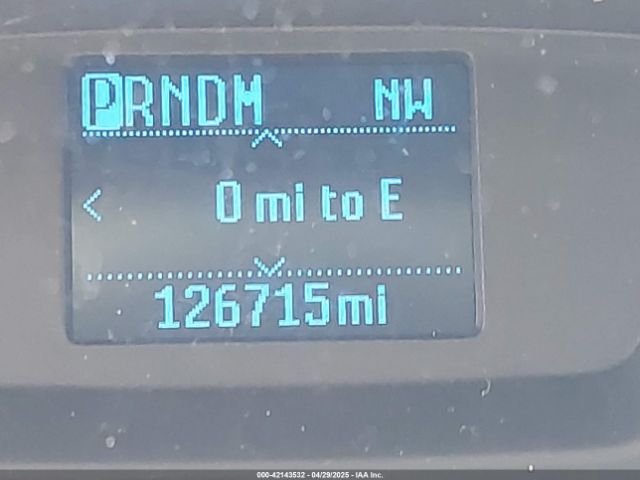 PRNDM NW
< 0 mi to E
126715mi
000-42143532 - 04/29/2025 - IAA Inc.